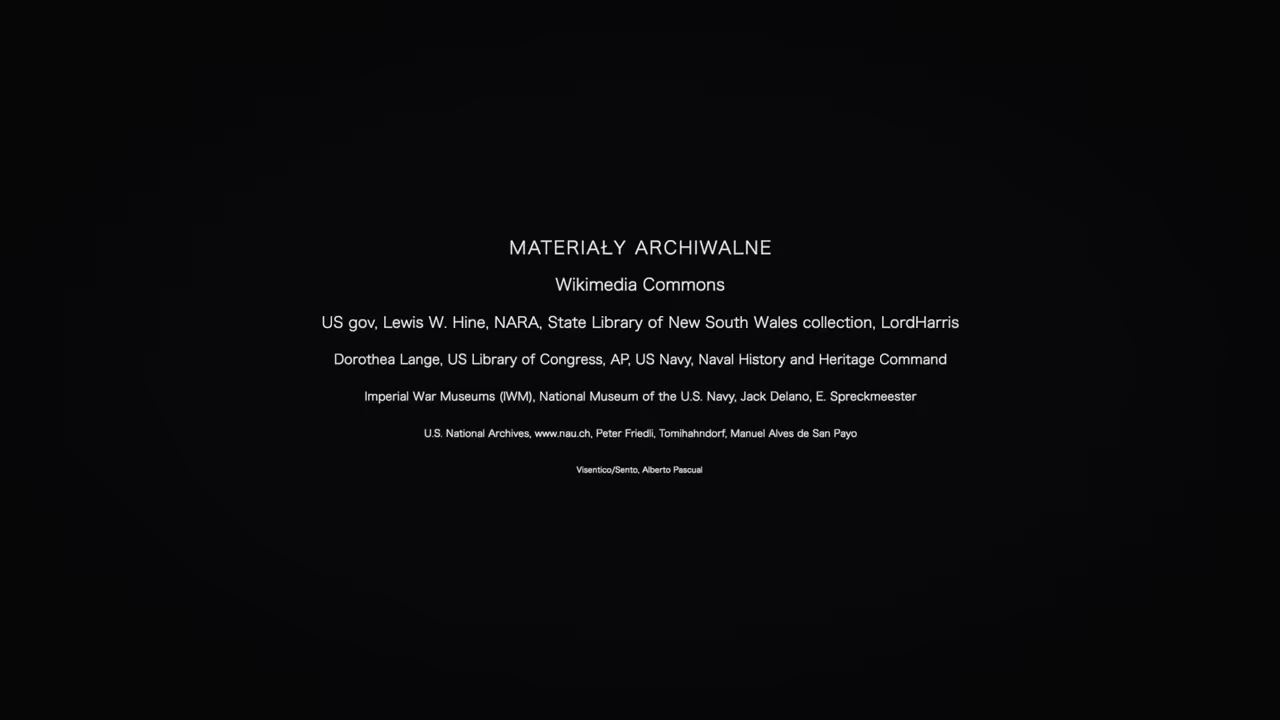 MATERIAŁY ARCHIWALNE
Wikimedia Commons
US gov, Lewis W. Hine, NARA, State Library of New South Wales collection, LordHarris
Dorothea Lange, US Library of Congress, AP, US Navy, Naval History and Heritage Command
Imperial War Museums (IWM), National Museum of the U.S. Navy, Jack Delano, E. Spreckmeester
U.S. National Archives, www.nau.ch, Peter Friedli, Tomihahndorf, Manuel Alves de San Payo
Visentico/Sento, Alberto Pascual